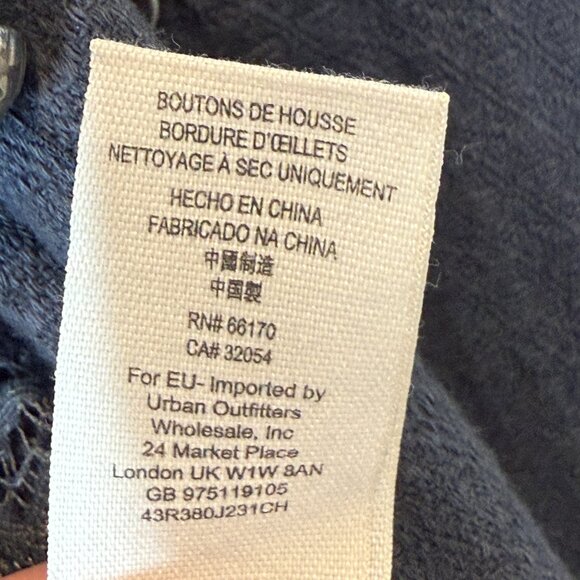 BOUTONS DE HOUSSE
BORDURE D'ŒILLETS
NETTOYAGE À SEC UNIQUEMENT
HECHO EN CHINA
FABRICADO NA CHINA
中國制造
中国製
RN# 66170
CA# 32054
For EU- Imported by
Urban Outfitters
Wholesale, Inc
24 Market Place
London UK W1W 8AN
GB 975119105
43R380J231CH